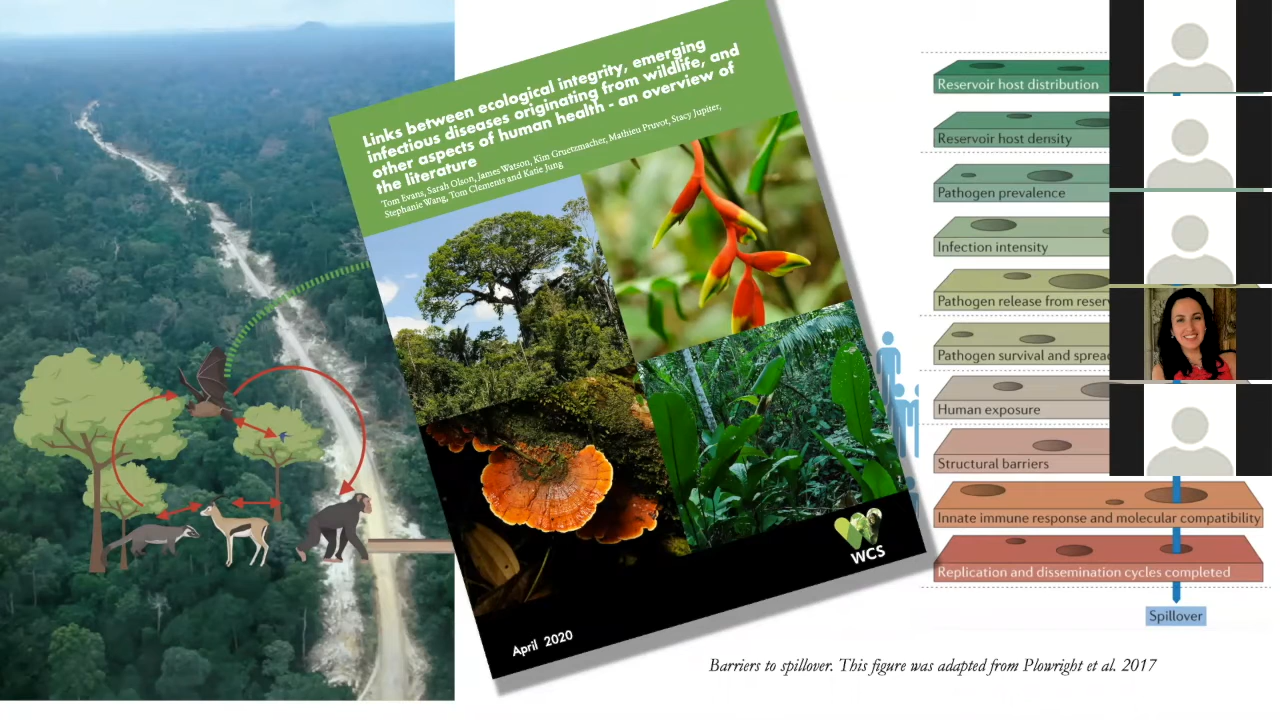 Links between ecological integrity, emerging
infectious diseases originating from wildlife, and
other aspects of human health - an overview of
the literature
Tom Evans, Sarah Olson, James Watson, Kim Gruetzmacher, Mathieu Pruvot, Stacy Jupiter,
Stephanie Wang, Tom Clements and Katie Jung
WCS
April 2020
Reservoir host distribution
Reservoir host density
Pathogen prevalence
Infection intensity
Pathogen release from
Pathogen survival and
Human exposure
Structural barriers
Innate immune response and molecular compatibility
Replication and dissemination cycles completed
Spillover
Barriers to spillover. This figure was adapted from Plowright et al. 2017